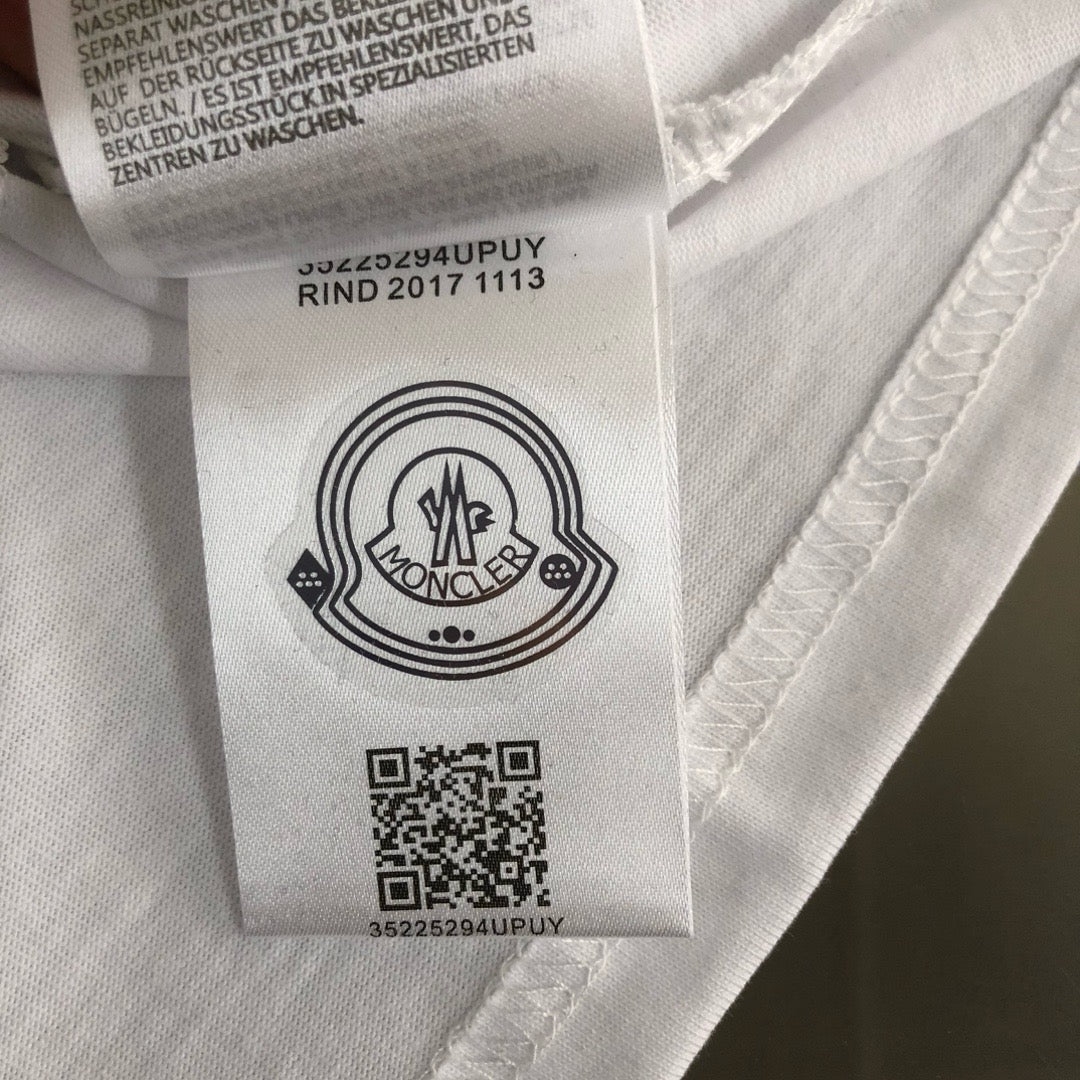 NASSREINIG
SEPARAT WASCHEN /
EMPFEHLENSWERT DAS BEKLE
AUF DER RÜCKSEITE ZU WASCHEN UND
BÜGELN. / ES IST EMPFEHLENSWERT, DAS
BEKLEIDUNGSSTÜCK IN SPEZIALISIERTEN
ZENTREN ZU WASCHEN.
35225294UPUY
RIND 2017 1113
MONCLER
35225294UPUY